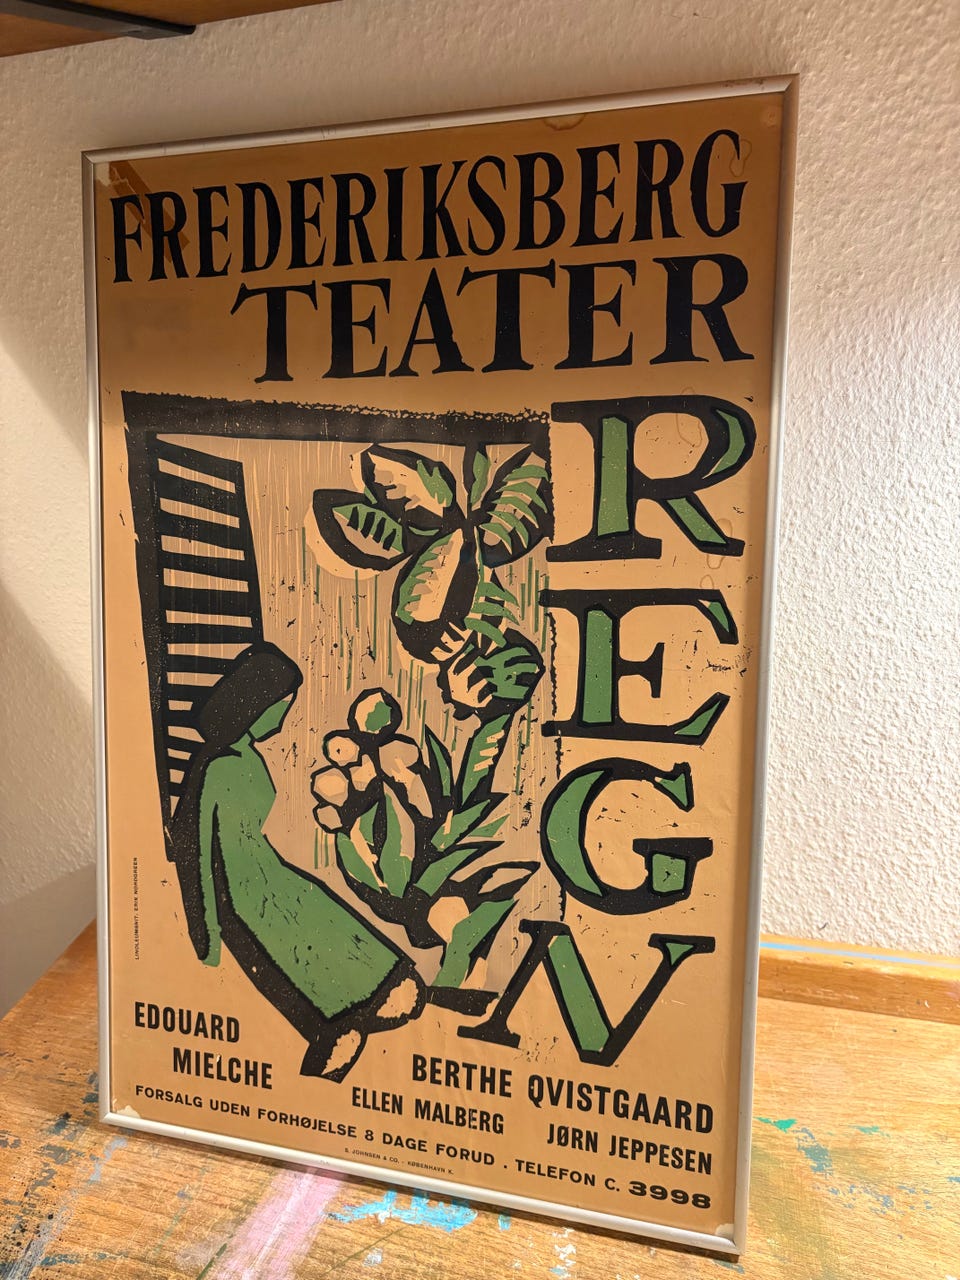 FREDERIKSBERG
TEATER
REGN
LINOLEUMSNIT: ERIK NORDGREEN
EDOUARD
MIELCHE
BERTHE QVISTGAARD
ELLEN MALBERG
JØRN JEPPESEN
FORSALG UDEN FORHØJELSE 8 DAGE FORUD . TELEFON C. 3998
S. JOHNSEN & CO. - KØBENHAVN K.